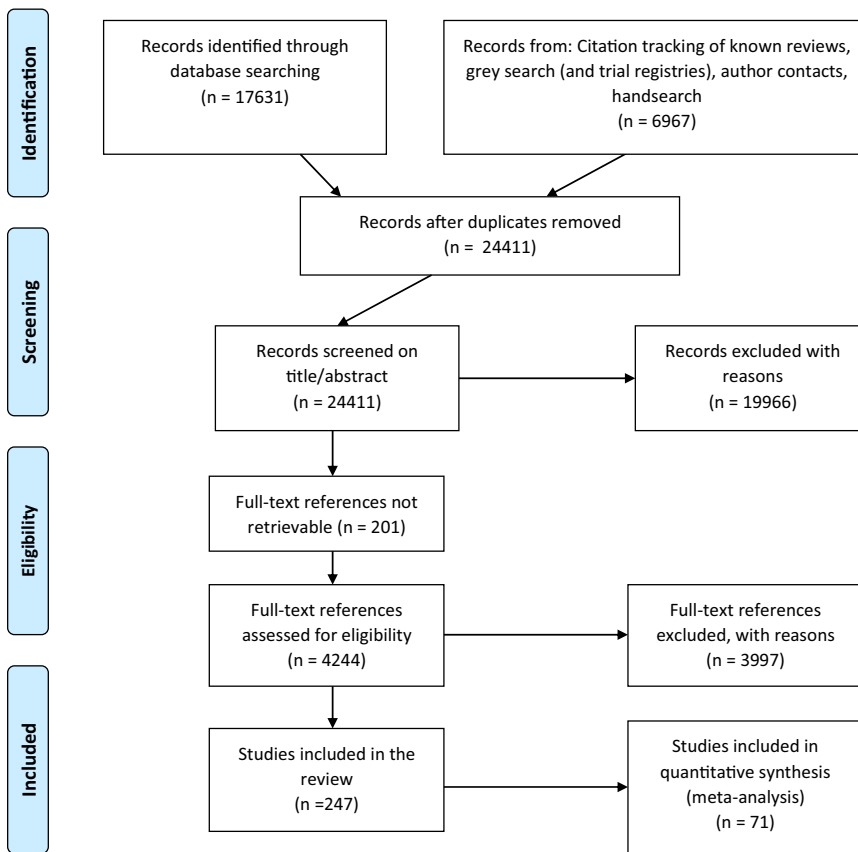 Identification
Records identified through
database searching
(n = 17631)
Records from: Citation tracking of known reviews,
grey search (and trial registries), author contacts,
handsearch
(n = 6967)
Records after duplicates removed
(n = 24411)
Screening
Records screened on
title/abstract
(n = 24411)
Records excluded with
reasons
(n = 19966)
Eligibility
Full-text references not
retrievable (n = 201)
Full-text references
assessed for eligibility
(n = 4244)
Full-text references
excluded, with reasons
(n = 3997)
Included
Studies included in the
review
(n =247)
Studies included in
quantitative synthesis
(meta-analysis)
(n = 71)